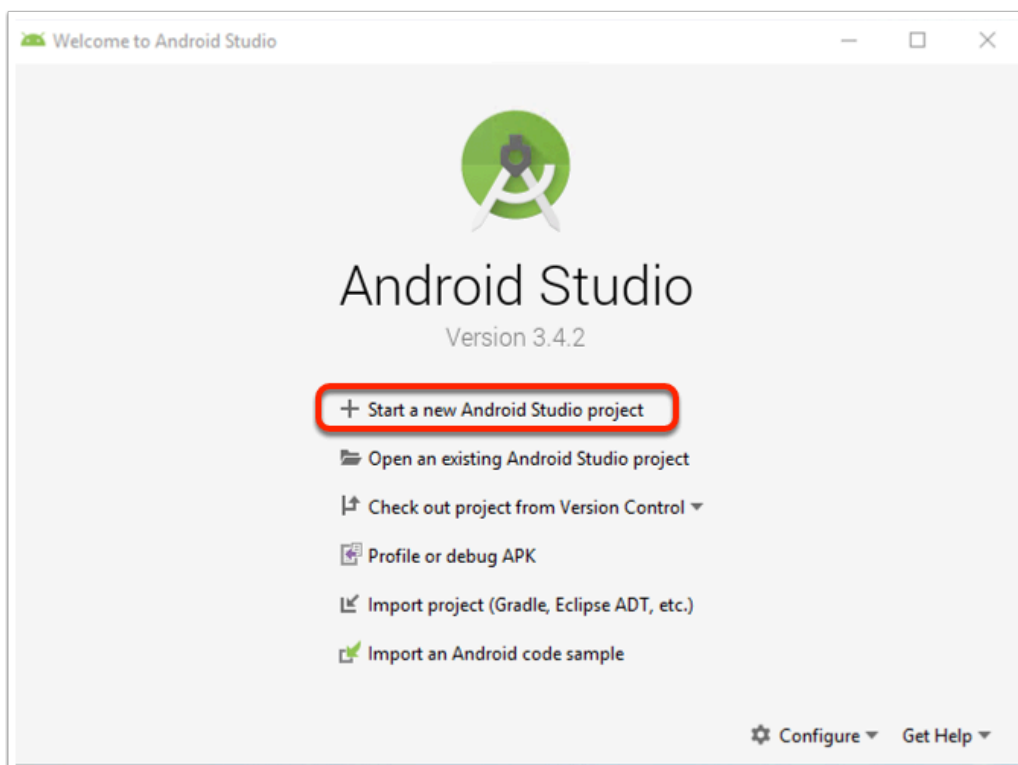 Welcome to Android Studio
Android Studio
Version 3.4.2
Start a new Android Studio project
Open an existing Android Studio project
Check out project from Version Control
Profile or debug APK
Import project (Gradle, Eclipse ADT, etc.)
Import an Android code sample
Configure Get Help